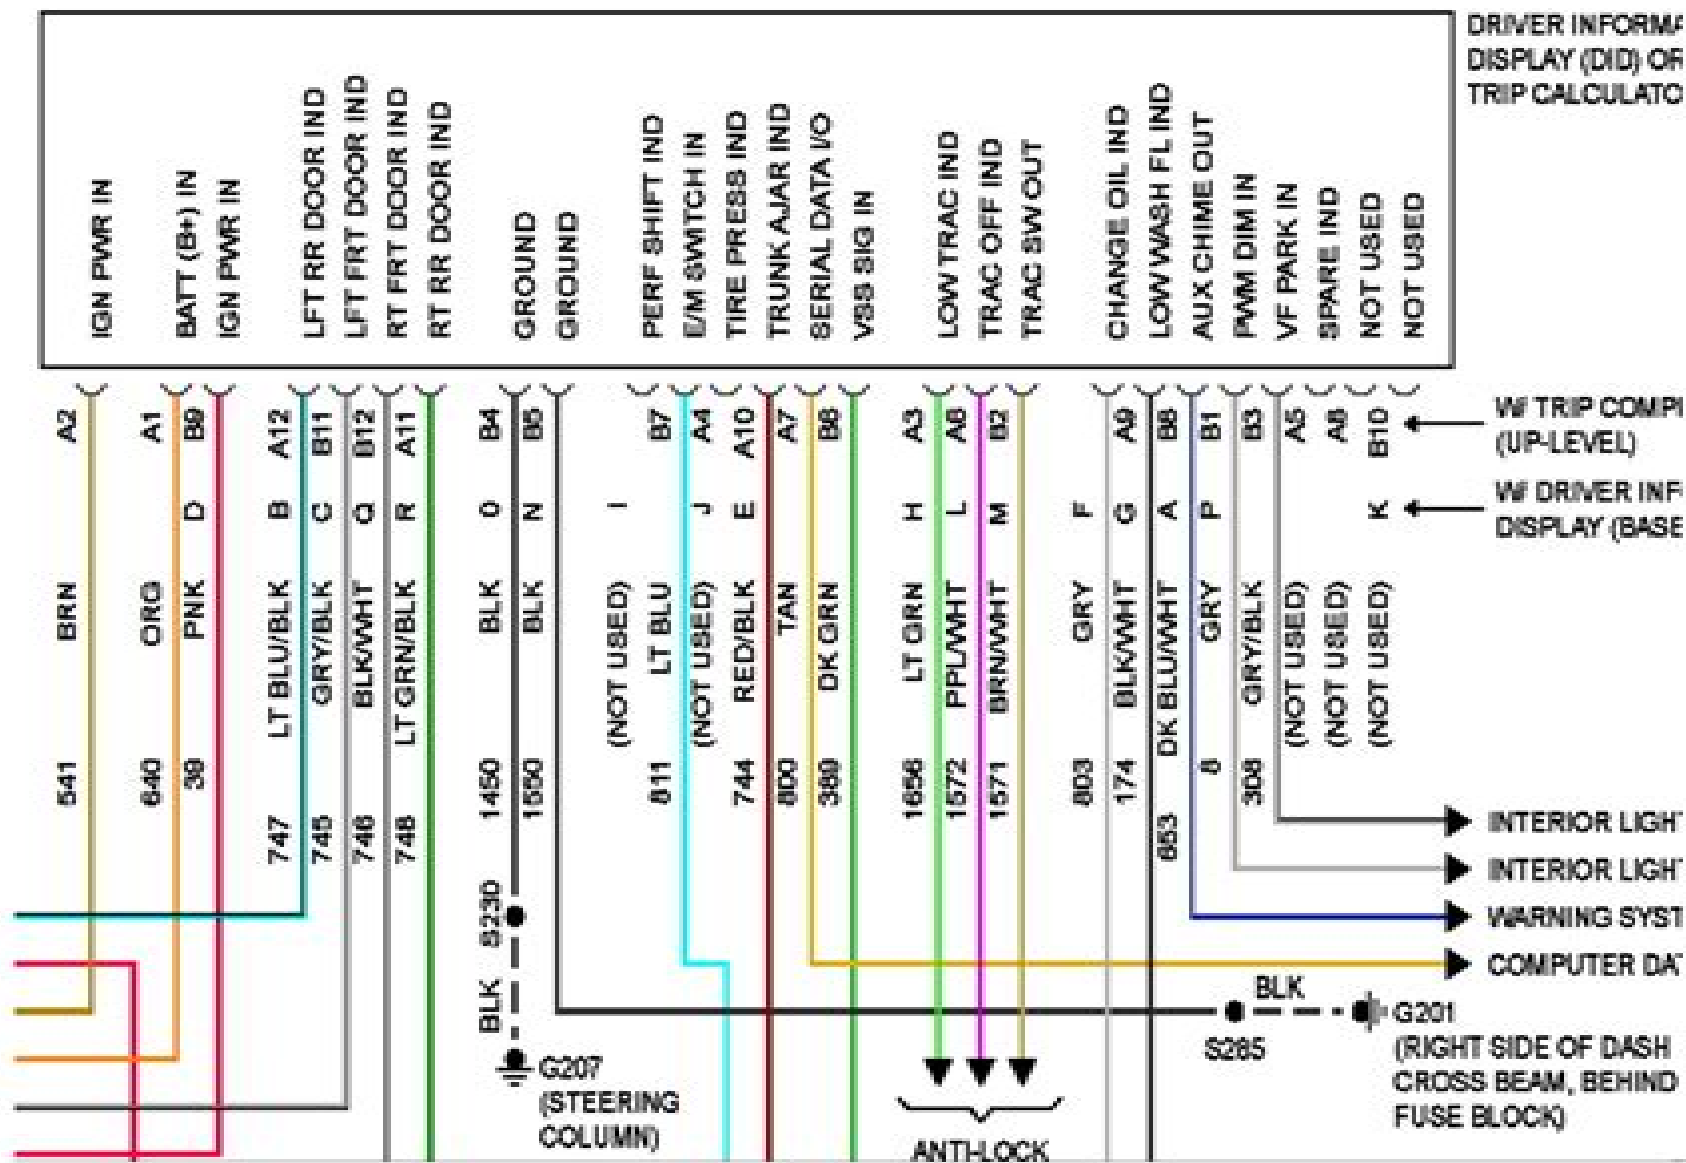 DRIVER INFORMA
DISPLAY (DID) OR
TRIP CALCULATO
IGN PWR IN
BATT (B+) IN
IGN PWR IN
LFT RR DOOR IND
LFT FRT DOOR IND
RT FRT DOOR IND
RT RR DOOR IND
GROUND
GROUND
PERF SHIFT IND
E/M SWITCH IN
TIRE PRESS IND
TRUNK AJAR IND
SERIAL DATA I/O
VSS SIG IN
LOW TRAC IND
TRAC OFF IND
TRAC SW OUT
CHANGE OIL IND
LOW WASH FL IND
AUX CHIME OUT
PWM DIM IN
VF PARK IN
SPARE IND
NOT USED
NOT USED
A2
A1
B9
A12
B11
B12
A11
B4
B5
B7
A4
A10
A7
B6
A3
A6
B2
A9
B8
B1
B3
A5
A8
B10
W/ TRIP COMP
(UP-LEVEL)
D
B
C
Q
R
O
N
I
J
E
H
L
M
F
G
A
P
K
W/ DRIVER INF
DISPLAY (BASE
BRN
ORG
PNK
LT BLU/BLK
GRY/BLK
BLK/WHT
LT GRN/BLK
BLK
BLK
(NOT USED)
LT BLU
(NOT USED)
RED/BLK
TAN
DK GRN
LT GRN
PPL/WHT
BRN/WHT
GRY
BLK/WHT
DK BLU/WHT
GRY
GRY/BLK
(NOT USED)
(NOT USED)
(NOT USED)
541
640
39
747
745
746
748
1450
1550
811
744
800
389
1656
1572
1571
803
174
853
8
308
INTERIOR LIGHT
INTERIOR LIGHT
WARNING SYST
COMPUTER DAT
S230
BLK
G207
(STEERING
COLUMN)
BLK
S285
G201
(RIGHT SIDE OF DASH
CROSS BEAM, BEHIND
FUSE BLOCK)
ANTI-LOCK